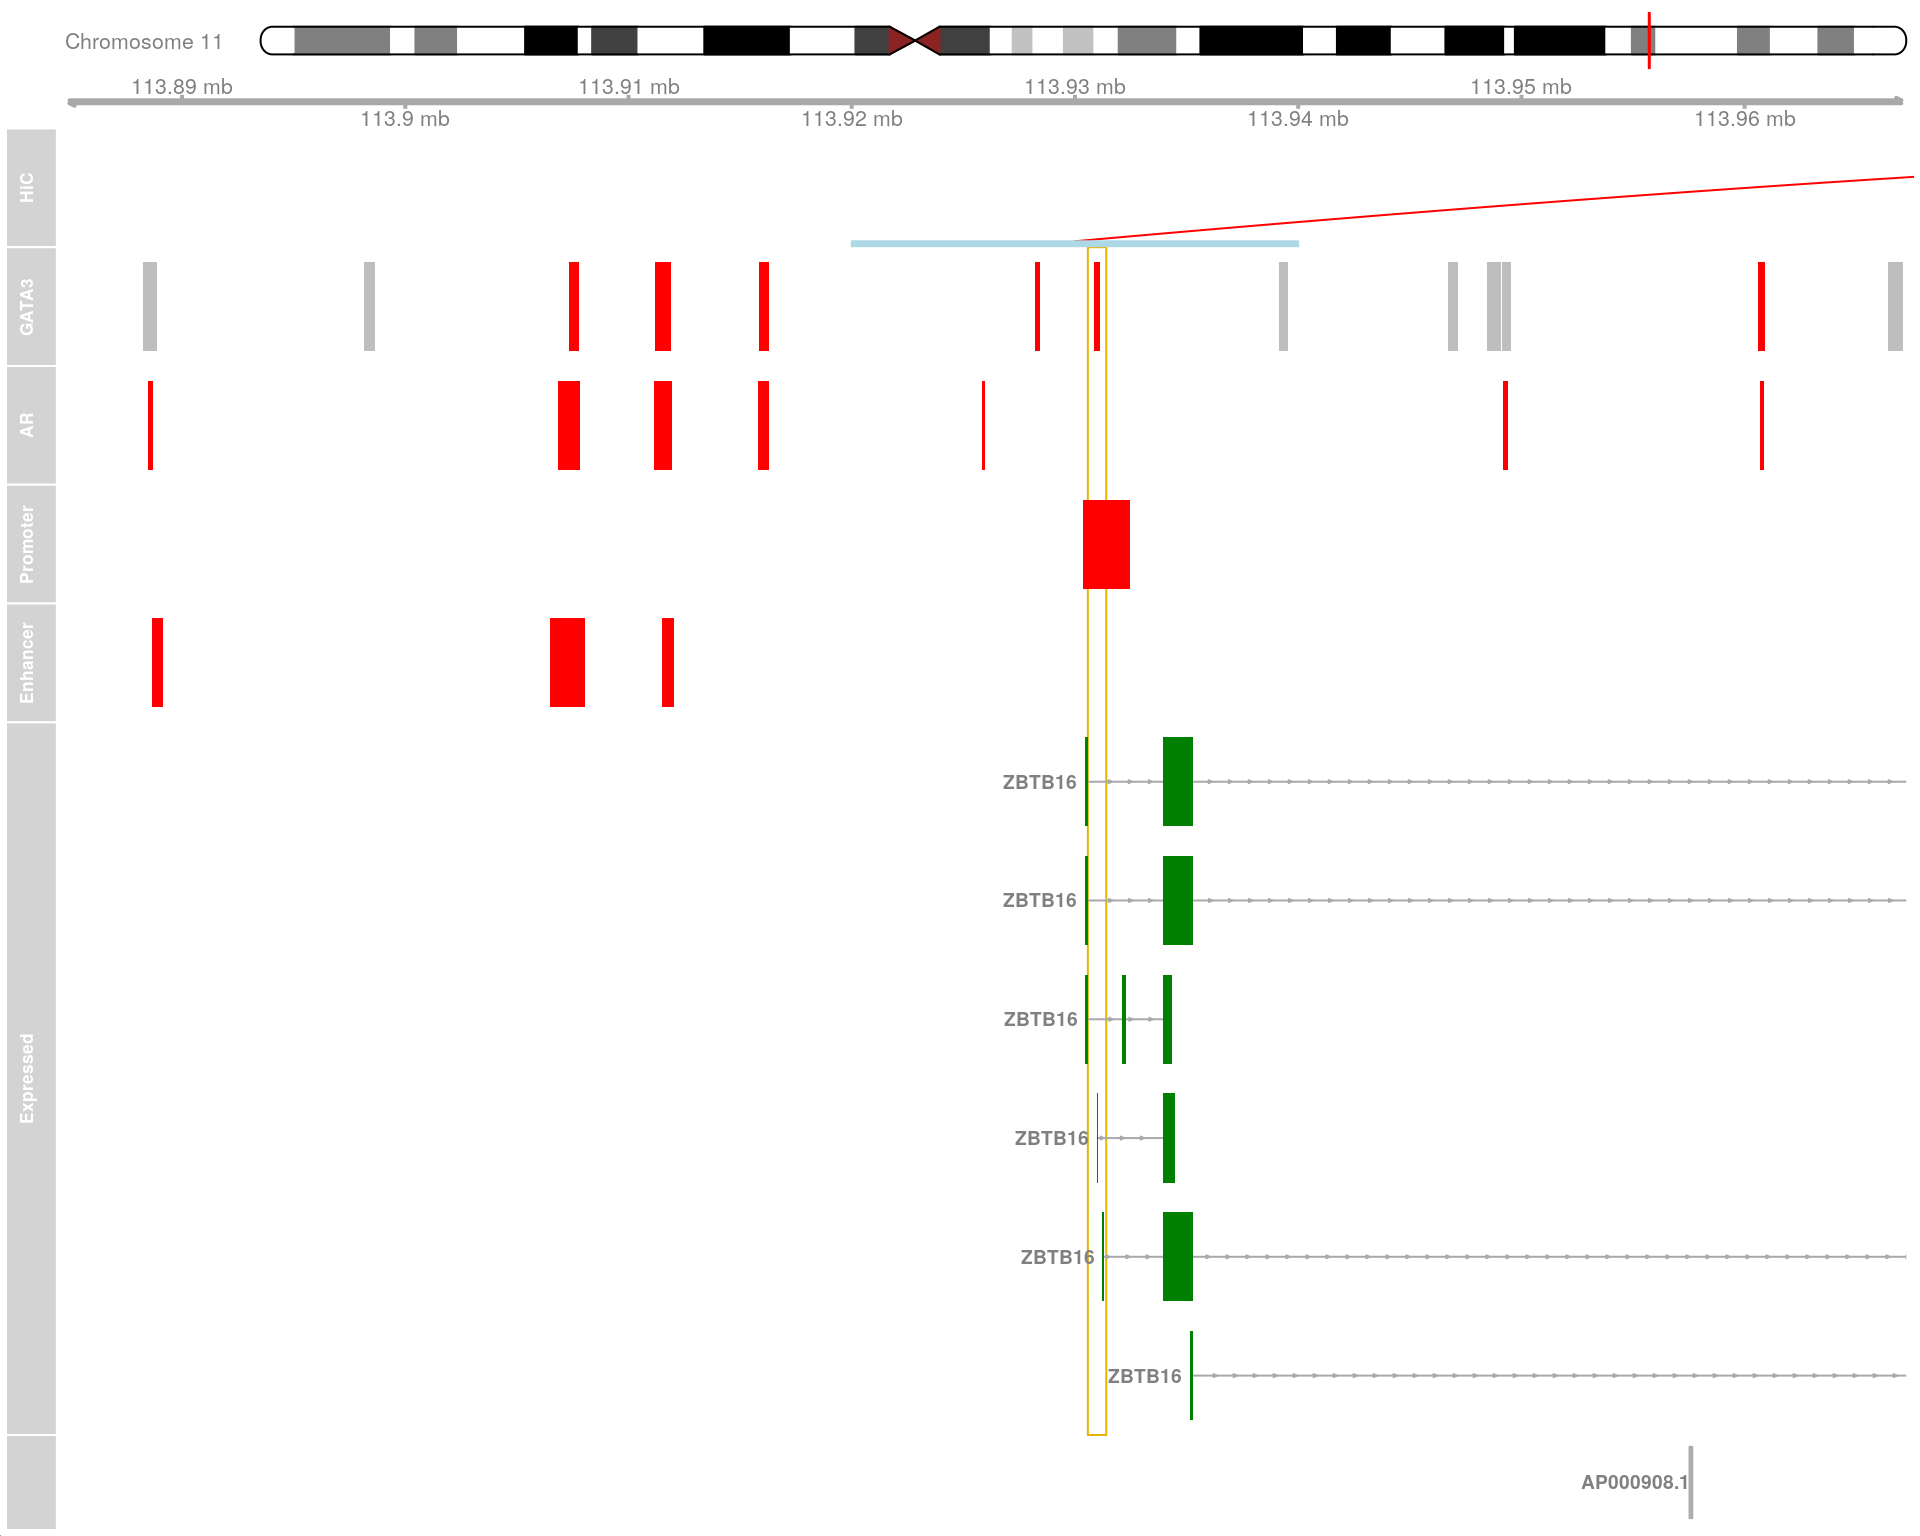 Chromosome 11
113.89 mb
113.91 mb
113.93 mb
113.95 mb
113.9 mb
113.92 mb
113.94 mb
113.96 mb
HiC
GATA3
AR
Promoter
Enhancer
Expressed
ZBTB16
ZBTB16
ZBTB16
ZBTB16
ZBTB16
ZBTB16
AP000908.1